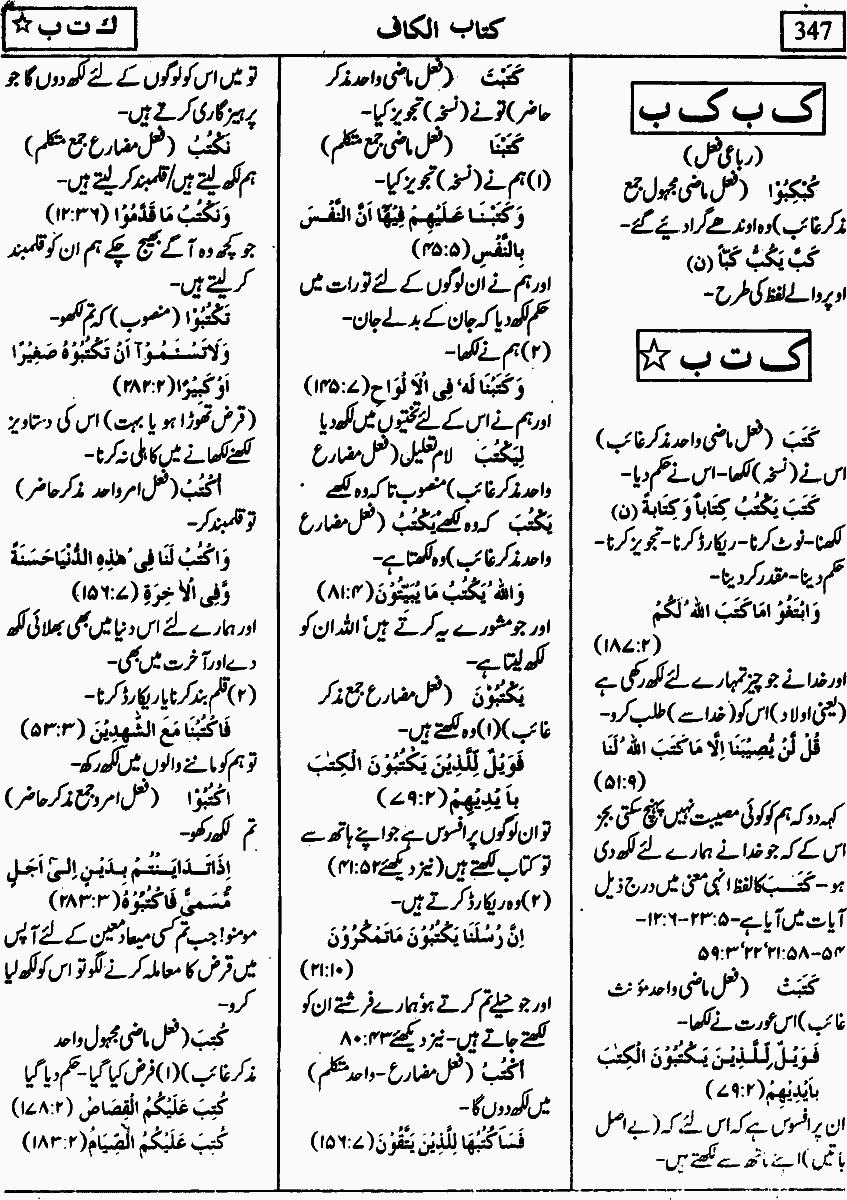 347
کتاب الکاف
ك ت ب ☆
ک ب ک ب
(رباعی فعل)
كُبْكِبُوْا (فعل ماضی مجہول جمع
مذکر غائب) وہ اوندھے گرا دیئے گئے-
كَبَّ يَكُبُّ كَبًّا (ن)
اوپر والے لفظ کی طرح-
ک ت ب ☆
كَتَبَ (فعل ماضی واحد مذکر غائب)
اس نے (نسخہ) لکھا- اس نے حکم دیا-
كَتَبَ يَكْتُبُ كِتَاباً وَ كِتَابةً (ن)
لکھنا- نوٹ کرنا- ریکارڈ کرنا- تجویز کرنا-
حکم دینا- مقدر کر دینا-
وَ ابْتَغُوْ امَا كَتَبَ اللهُ لَكُمْ
(۱۸۷:۲)
اور خدا نے جو چیز تمہارے لئے لکھ رکھی ہے
(یعنی اولاد) اس کو (خدا سے) طلب کرو-
قُلْ لَّنْ يُّصِيْبَنَا اِلَّا مَا كَتَبَ اللهُ لَنَا
(۵۱:۹)
کہہ دو کہ ہم کو کوئی مصیبت نہیں پہنچ سکتی بجز
اس کے کہ جو خدا نے ہمارے لئے لکھ دی
ہو- كَتَبَ کا لفظ انہی معنی میں درج ذیل
آیات میں آیا ہے- ۲۳:۵-۱۲:۶-
۵۴-۲۱:۵۸، ۲۲، ۵۹:۳
كَتَبَتْ (فعل ماضی واحد مؤنث
غائب) اس عورت نے لکھا-
فَوَيْلٌ لِّلَّذِيْنَ يَكْتُبُوْنَ الْكِتٰبَ
بِاَيْدِيْهِمْ (۷۹:۲)
ان پر افسوس ہے کہ اس لئے کہ (بے اصل
باتیں) اپنے ہاتھ سے لکھتے ہیں-
كَتَبْتَ (فعل ماضی واحد مذکر
حاضر) تو نے (نسخہ) تجویز کیا-
كَتَبْنَا (فعل ماضی جمع متکلم)
(۱) ہم نے (نسخہ) تجویز کیا-
وَ كَتَبْنَا عَلَيْهِمْ فِيْهَآ اَنَّ النَّفْسَ
بِالنَّفْسِ (۴۵:۵)
اور ہم نے ان لوگوں کے لئے تورات میں
حکم لکھ دیا کہ جان کے بدلے جان-
(۲) ہم نے لکھا-
وَ كَتَبْنَا لَهٗ فِى الْاَ لْوَاحِ (۱۴۵:۷)
اور ہم نے اس کے لئے تختیوں میں لکھ دیا
لِيَكْتُبَ لام تعلیل (فعل مضارع
واحد مذکر غائب) منصوب تا کہ وہ لکھے
يَكْتُبَ کہ وہ لکھے يَكْتُبُ (فعل مضارع
واحد مذکر غائب) وہ لکھتا ہے-
وَاللهُ يَكْتُبُ مَا يُبَيِّتُوْنَ (۸۱:۴)
اور جو مشورے یہ کرتے ہیں، اللہ ان کو
لکھ لیتا ہے-
يَكْتُبُوْنَ (فعل مضارع جمع مذکر
غائب) (۱) وہ لکھتے ہیں-
فَوَيْلٌ لِّلَّذِيْنَ يَكْتُبُوْنَ الْكِتٰبَ
بِاَ يْدِيْهِمْ (۷۹:۲)
تو ان لوگوں پر افسوس ہے جو اپنے ہاتھ سے
تو کتاب لکھتے ہیں (نیز دیکھئے ۴۱:۵۲)
(۲) وہ ریکارڈ کرتے ہیں-
اِنَّ رُسُلَنَا يَكْتُبُوْنَ مَا تَمْكُرُوْنَ
(۲۱:۱۰)
اور جو حیلے تم کرتے ہو، ہمارے فرشتے ان کو
لکھتے جاتے ہیں- نیز دیکھئے ۸۰:۴۳
اَكْتُبُ (فعل مضارع- واحد متکلم)
میں لکھ دوں گا-
فَسَاَ كْتُبُهَا لِلَّذِيْنَ يَتَّقُوْنَ (۱۵۶:۷)
تو میں اس کو لوگوں کے لئے لکھ دوں گا جو
پرہیزگاری کرتے ہیں-
نَكْتُبُ (فعل مضارع جمع متکلم)
ہم لکھ لیتے ہیں/ قلمبند کر لیتے ہیں-
وَنَكْتُبُ مَا قَدَّمُوْا (۱۲:۳۶)
جو کچھ وہ آگے بھیج چکے ہم ان کو قلمبند
کر لیتے ہیں-
تَكْتُبُوْا (منصوب) کہ تم لکھو-
وَلَا تَسْئَمُوْآ اَنْ تَكْتُبُوْهُ صَغِيْرًا
اَوْ كَبِيْرًا (۲۸۲:۲)
(قرض تھوڑا ہو یا بہت) اس کی دستاویز
لکھنے لکھانے میں کاہلی نہ کرنا-
اُكْتُبْ (فعل امر واحد مذکر حاضر)
تو قلمبند کر-
وَ اكْتُبْ لَنَا فِىْ هٰذِهِ الدُّنْيَا حَسَنَةً
وَّفِى الْاٰ خِرَةِ (۱۵۶:۷)
اور ہمارے لئے اس دنیا میں بھی بھلائی لکھ
دے اور آخرت میں بھی-
(۲) قلم بند کرنا یا ریکارڈ کرنا-
فَاكْتُبْنَا مَعَ الشّٰهِدِيْنَ (۵۳:۳)
تو ہم کو ماننے والوں میں لکھ رکھ-
اكْتُبُوْا (فعل امر جمع مذکر حاضر)
تم لکھ رکھو-
اِذَا تَدَايَنْتُمْ بِدَيْنٍ اِلٰى اَجَلٍ
مُّسَمًّى فَاكْتُبُوْهُ (۲۸۳:۳)
مومنو! جب تم کسی میعاد معین کے لئے آپس
میں قرض کا معاملہ کرنے لگو تو اس کو لکھ لیا
کرو-
كُتِبَ (فعل ماضی مجہول واحد
مذکر غائب) (۱) فرض کیا گیا- حکم دیا گیا
كُتِبَ عَلَيْكُمُ الْقِصَاصُ (۱۷۸:۲)
كُتِبَ عَلَيْكُمُ الصِّيَامُ (۱۸۳:۲)